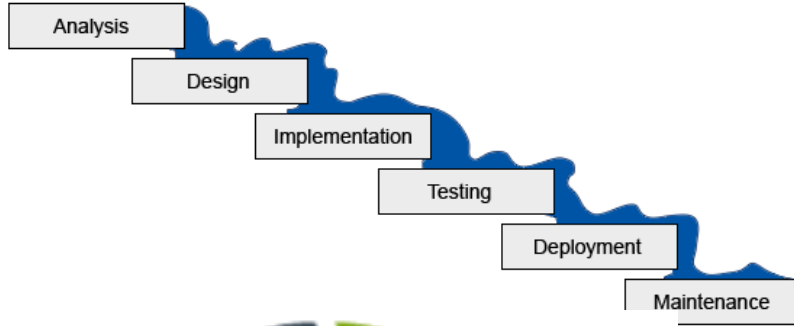 Analysis
Design
Implementation
Testing
Deployment
Maintenance